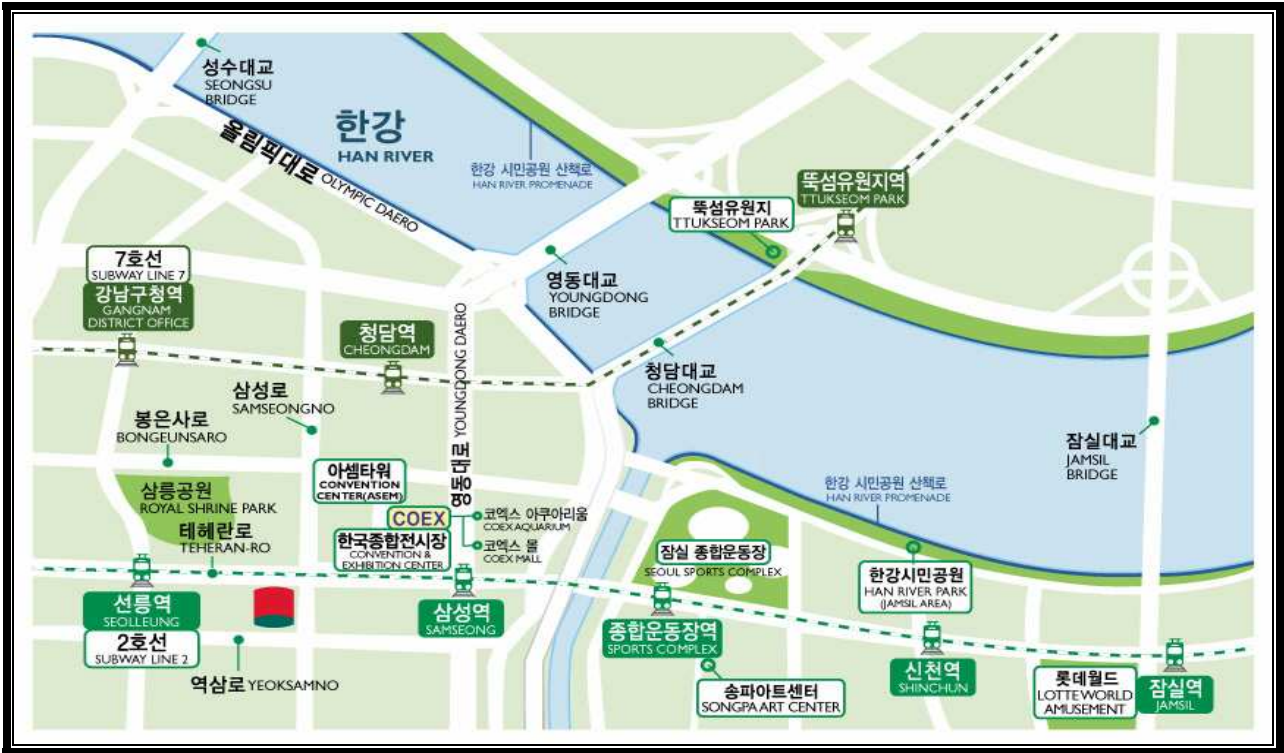 성수대교
SEONGSU
BRIDGE
한강
HAN RIVER
올림픽대로 OLYMPIC DAERO
한강 시민공원 산책로
HAN RIVER PROMENADE
뚝섬유원지역
TTUKSEOM PARK
뚝섬유원지
TTUKSEOM PARK
7호선
SUBWAY LINE 7
강남구청역
GANGNAM
DISTRICT OFFICE
영동대교
YOUNGDONG
BRIDGE
청담역
CHEONGDAM
영동대로 YOUNGDONG DAERO
청담대교
CHEONGDAM
BRIDGE
삼성로
SAMSEONGNO
봉은사로
BONGEUNSARO
잠실대교
JAMSIL
BRIDGE
아셈타워
CONVENTION
CENTER(ASEM)
삼릉공원
ROYAL SHRINE PARK
한강 시민공원 산책로
HAN RIVER PROMENADE
COEX
코엑스 아쿠아리움
COEX AQUARIUM
테헤란로
TEHERAN-RO
한국종합전시장
CONVENTION &
EXHIBITION CENTER
코엑스 몰
COEX MALL
잠실 종합운동장
SEOUL SPORTS COMPLEX
한강시민공원
HAN RIVER PARK
(JAMSIL AREA)
선릉역
SEOLLEUNG
2호선
SUBWAY LINE 2
삼성역
SAMSEONG
종합운동장역
SPORTS COMPLEX
신천역
SHINCHUN
롯데월드
LOTTE WORLD
AMUSEMENT
잠실역
JAMSIL
역삼로 YEOKSAMNO
송파아트센터
SONGPA ART CENTER